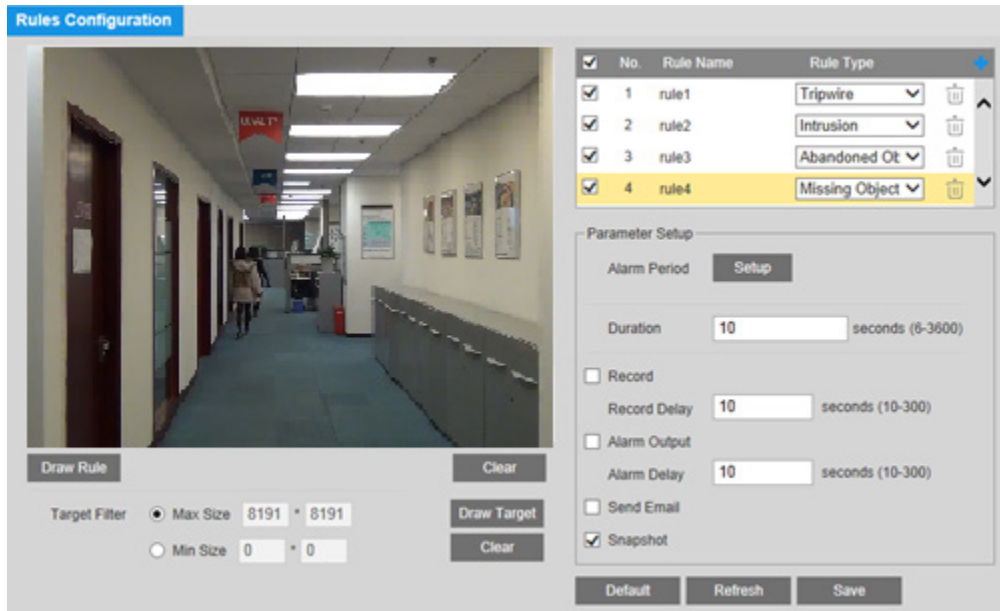 Rules Configuration
No. Rule Name Rule Type
1 rule1 Tripwire
2 rule2 Intrusion
3 rule3 Abandoned Ot
4 rule4 Missing Object
Parameter Setup
Alarm Period Setup
Duration 10 seconds (6-3600)
Record
Record Delay 10 seconds (10-300)
Alarm Output
Alarm Delay 10 seconds (10-300)
Send Email
Snapshot
Default Refresh Save
Draw Rule Clear
Target Filter Max Size 8191 * 8191 Draw Target
Min Size 0 * 0 Clear